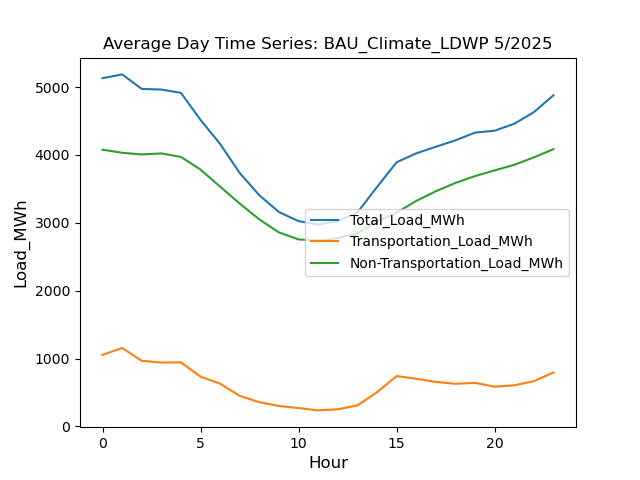 Average Day Time Series: BAU_Climate_LDWP 5/2025
Load_MWh
5000
4000
3000
2000
1000
0
Total_Load_MWh
Transportation_Load_MWh
Non-Transportation_Load_MWh
0 5 10 15 20
Hour